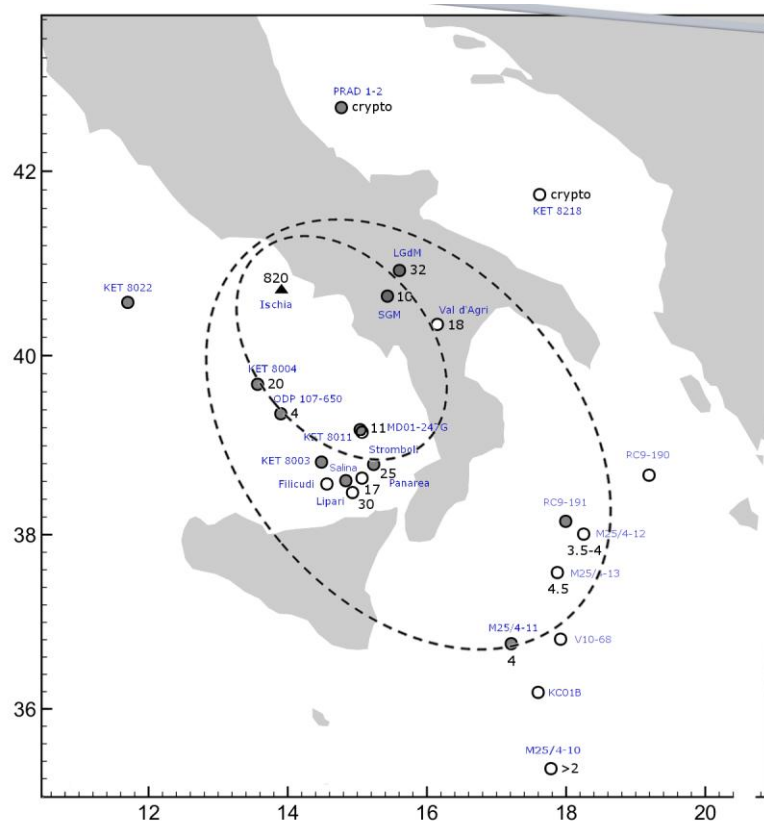 PRAD 1-2
crypto
42
crypto
KET 8218
LGdM
32
820
KET 8022
Ischia
10
SGM
Val d'Agri
18
40
KET 8004
20
ODP 107-650
4
11
MD01-247G
KET 8011
Stromboli
KET 8003
Salina
25
RC9-190
Filicudi
17
Panarea
Lipari
30
RC9-191
38
M25/4-12
3.5-4
M25/4-13
4.5
M25/4-11
V10-68
4
36
KC01B
M25/4-10
>2
12
14
16
18
20